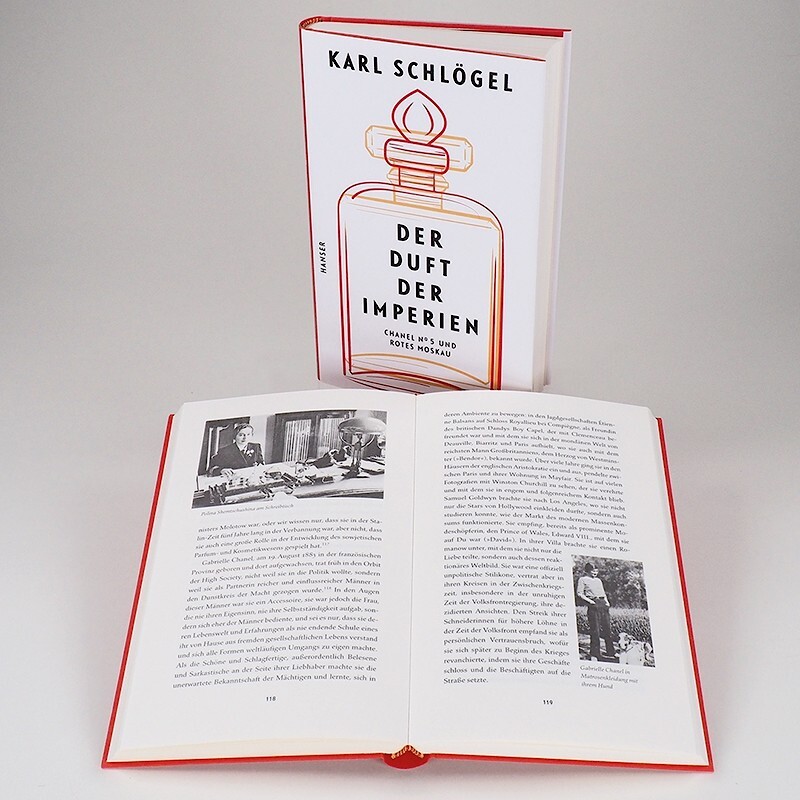 KARL SCHLÖGEL
HANSER
DER
DUFT
DER
IMPERIEN
CHANEL Nº 5 UND
ROTES MOSKAU
Polina Shemtschushina am Schreibtisch
nisters Molotow war; oder wir wissen nur, dass sie in der Sta-
lin-Zeit fünf Jahre lang in der Verbannung war, aber nicht, dass
sie auch eine große Rolle in der Entwicklung des sowjetischen
Parfum- und Kosmetikwesens gespielt hat.
Gabrielle Chanel, am 19. August 1883 in der französischen
Provinz geboren und dort aufgewachsen, trat früh in den Orbit
der High Society, nicht weil sie in die Politik wollte, sondern
weil sie als Partnerin reicher und einflussreicher Männer in
den Dunstkreis der Macht gezogen wurde. In den Augen
dieser Männer war sie ein Accessoire, sie war jedoch die Frau,
die aus ihrem Eigensinn, nie ihre Selbstständigkeit aufgab, son-
dern sich eher der Männer bediente, und sei es nur, dass sie de-
ren Lebenswelt und Erfahrungen als nie endende Schule eines
ihr von Hause aus fremden gesellschaftlichen Lebens verstand
und sich alle Formen weltläufigen Umgangs zu eigen machte.
Als die Schöne und Schlagfertige, außerordentlich Belesene
und Sarkastische an der Seite ihrer Liebhaber machte sie die
unerwartete Bekanntschaft der Mächtigen und lernte, sich in
118
deren Ambiente zu bewegen: in den Jagdgesellschaften Étien-
ne Balsans auf Schloss Royallieu bei Compiègne, als Freundin
des britischen Dandys Boy Capel, der mit Clemenceau be-
freundet war und mit dem sie sich in der mondänen Welt von
Deauville, Biarritz und Paris aufhielt, wo sie auch mit dem
reichsten Mann Großbritanniens, dem Herzog von Westmins-
ter (»Bendor«), bekannt wurde. Über viele Jahre ging sie in den
Häusern der englischen Aristokratie ein und aus, pendelte zwi-
schen Paris und ihrer Wohnung in Mayfair. Sie ist auf vielen
Fotografien mit Winston Churchill zu sehen, der sie verehrte
und mit dem sie in engem und folgenreichem Kontakt blieb.
Samuel Goldwyn brachte sie nach Los Angeles, wo sie nicht
nur die Stars von Hollywood einkleiden durfte, sondern auch
studieren konnte, wie der Markt des modernen Massenkon-
sums funktionierte. Sie empfing, bereits als prominente Mo-
deschöpferin, den Prince of Wales, Edward VIII., mit dem sie
auf Du war (»David«). In ihrer Villa brachte sie einen Ro-
manow unter, mit dem sie nicht nur die
Liebe teilte, sondern auch dessen reak-
tionäres Weltbild. Sie war eine offiziell
unpolitische Stilikone, vertrat aber in
ihren Kreisen in der Zwischenkriegs-
zeit, insbesondere in der unruhigen
Zeit der Volksfrontregierung, ihre de-
zidierten Ansichten. Den Streik ihrer
Schneiderinnen für höhere Löhne in
der Zeit der Volksfront empfand sie als
persönlichen Vertrauensbruch, wofür
sie sich später zu Beginn des Krieges
revanchierte, indem sie ihre Geschäfte
schloss und die Beschäftigten auf die
Straße setzte.
Gabrielle Chanel in
Matrosenkleidung mit
ihrem Hund
119